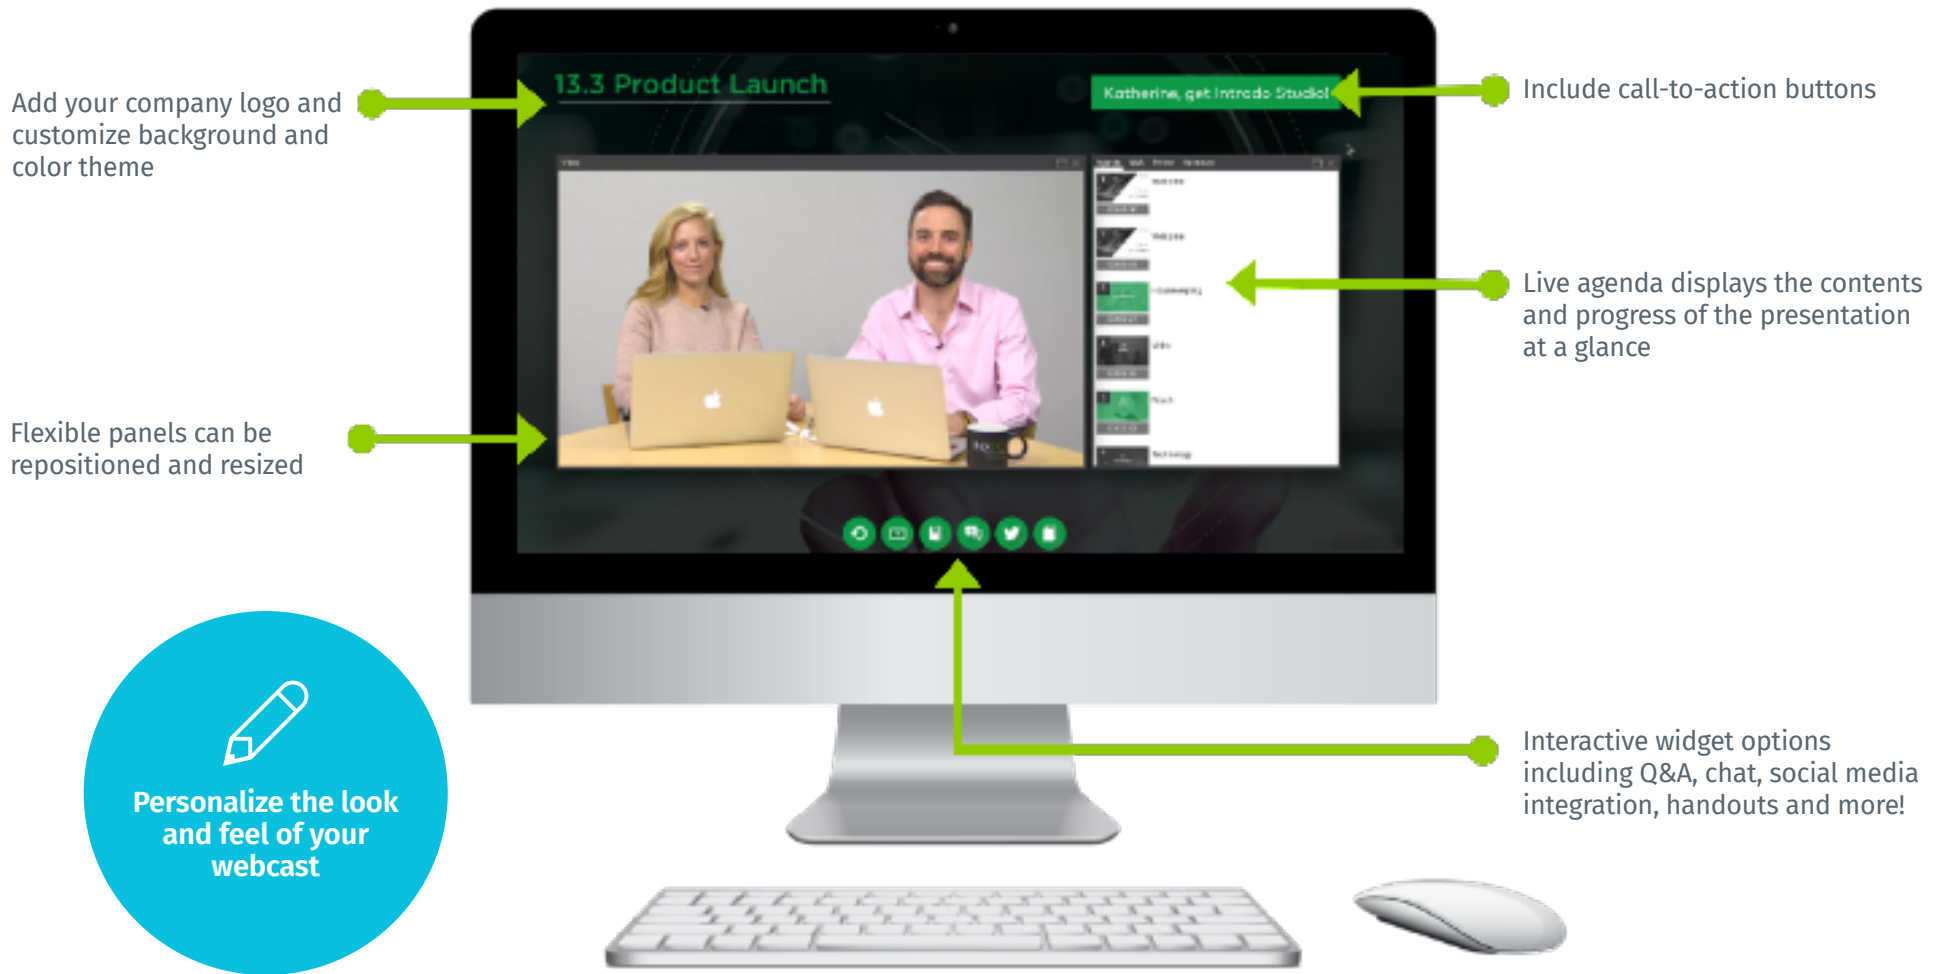 Add your company logo and
customize background and
color theme
Flexible panels can be
repositioned and resized
Personalize the look
and feel of your
webcast
13.3 Product Launch
Katherine, get Intrado Studio!
Housekeeping
Video
Technology
Include call-to-action buttons
Live agenda displays the contents
and progress of the presentation
at a glance
Interactive widget options
including Q&A, chat, social media
integration, handouts and more!